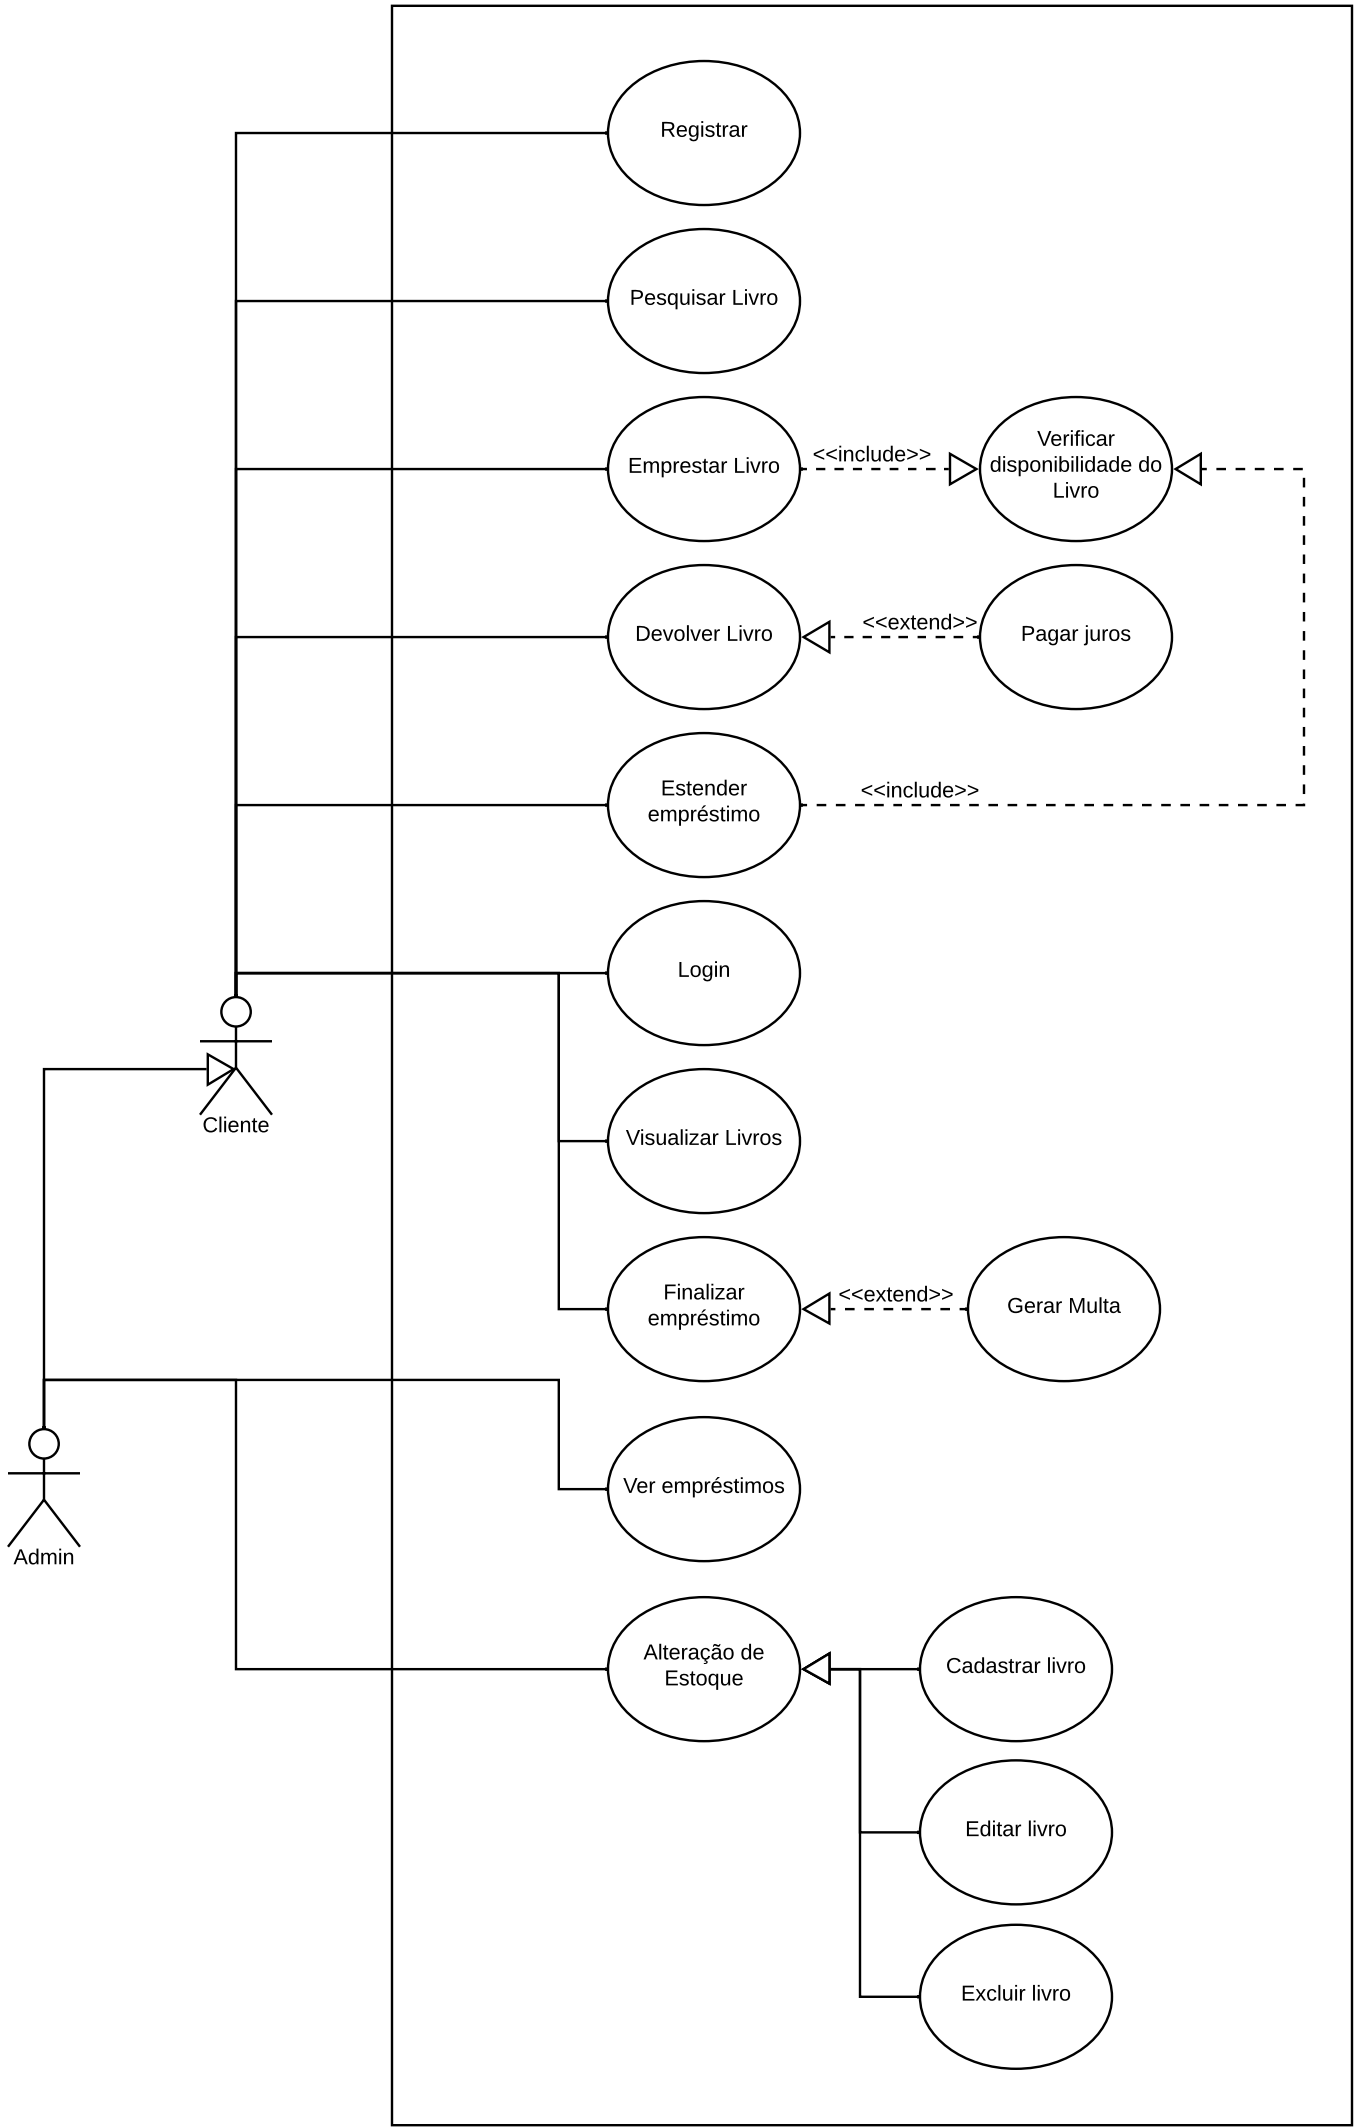 Registrar
Pesquisar Livro
Emprestar Livro
<<include>>
Verificar
disponibilidade do
Livro
Devolver Livro
<<extend>>
Pagar juros
Estender
empréstimo
<<include>>
Login
Cliente
Visualizar Livros
Finalizar
empréstimo
<<extend>>
Gerar Multa
Ver empréstimos
Admin
Alteração de
Estoque
Cadastrar livro
Editar livro
Excluir livro